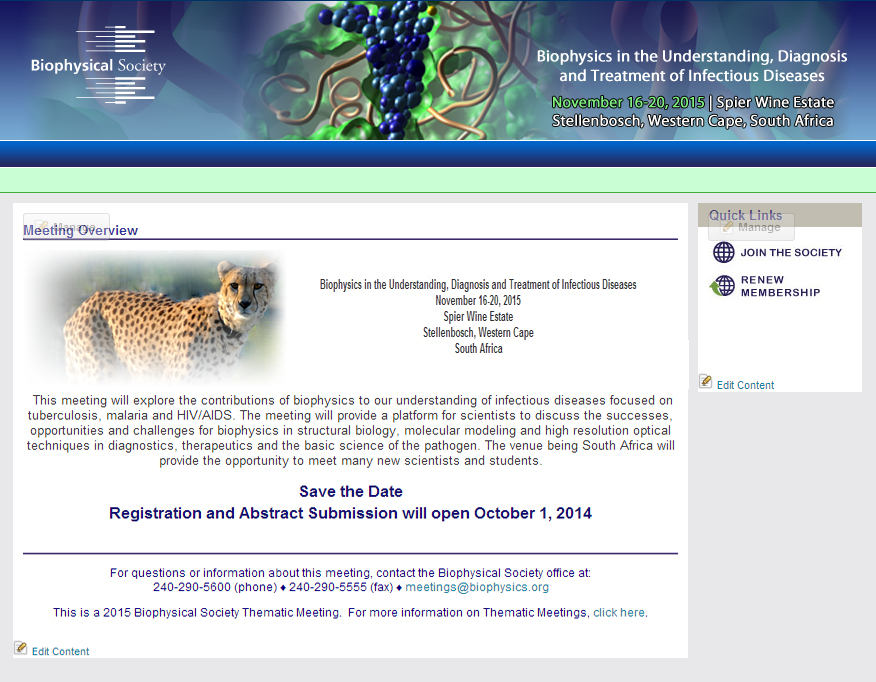 Biophysical Society
Biophysics in the Understanding, Diagnosis
and Treatment of Infectious Diseases
November 16-20, 2015 | Spier Wine Estate
Stellenbosch, Western Cape, South Africa
Manage
Meeting Overview
Biophysics in the Understanding, Diagnosis and Treatment of Infectious Diseases
November 16-20, 2015
Spier Wine Estate
Stellenbosch, Western Cape
South Africa
This meeting will explore the contributions of biophysics to our understanding of infectious diseases focused on
tuberculosis, malaria and HIV/AIDS. The meeting will provide a platform for scientists to discuss the successes,
opportunities and challenges for biophysics in structural biology, molecular modeling and high resolution optical
techniques in diagnostics, therapeutics and the basic science of the pathogen. The venue being South Africa will
provide the opportunity to meet many new scientists and students.
Save the Date
Registration and Abstract Submission will open October 1, 2014
For questions or information about this meeting, contact the Biophysical Society office at:
240-290-5600 (phone) ♦ 240-290-5555 (fax) ♦ meetings@biophysics.org
This is a 2015 Biophysical Society Thematic Meeting. For more information on Thematic Meetings, click here.
Edit Content
Quick Links
Manage
JOIN THE SOCIETY
RENEW
MEMBERSHIP
Edit Content